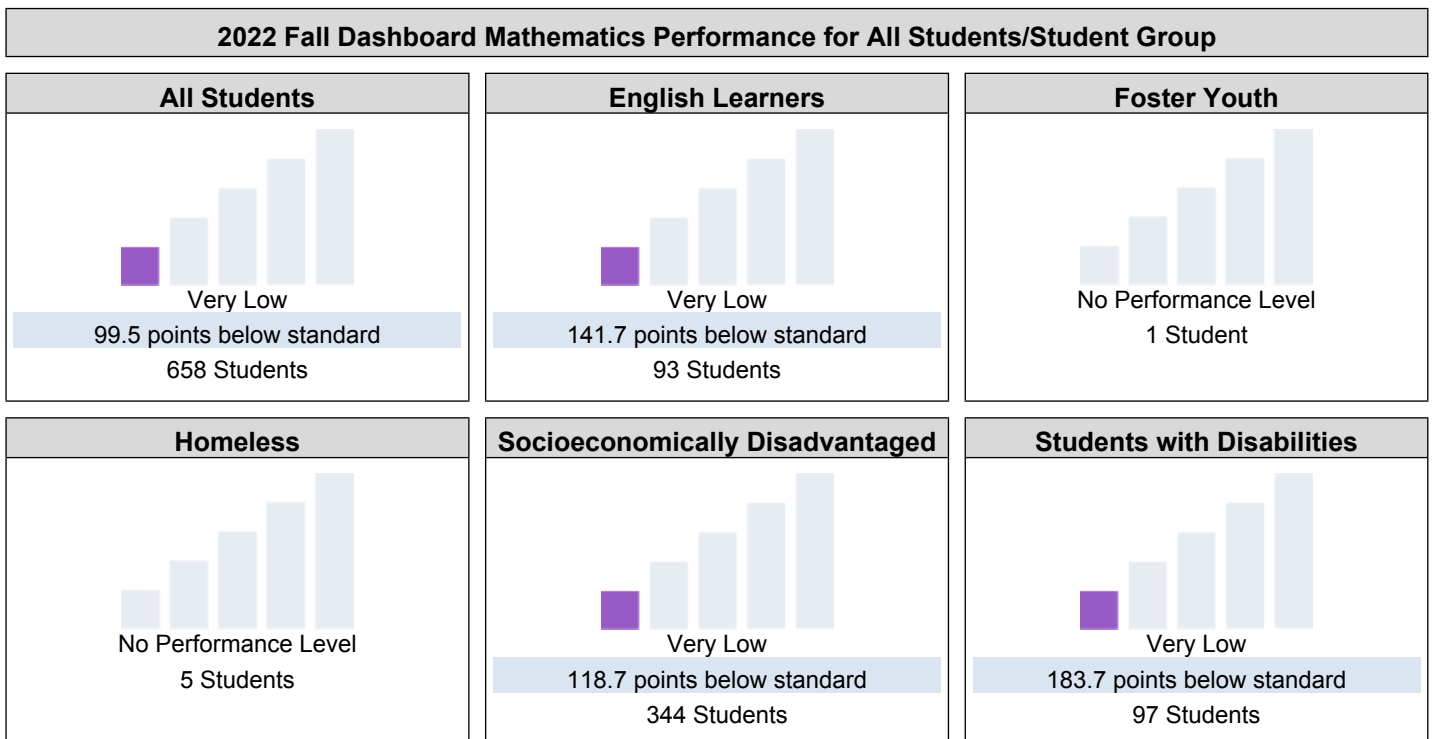 2022 Fall Dashboard Mathematics Performance for All Students/Student Group
All Students
Very Low
99.5 points below standard
658 Students
English Learners
Very Low
141.7 points below standard
93 Students
Foster Youth
No Performance Level
1 Student
Homeless
No Performance Level
5 Students
Socioeconomically Disadvantaged
Very Low
118.7 points below standard
344 Students
Students with Disabilities
Very Low
183.7 points below standard
97 Students